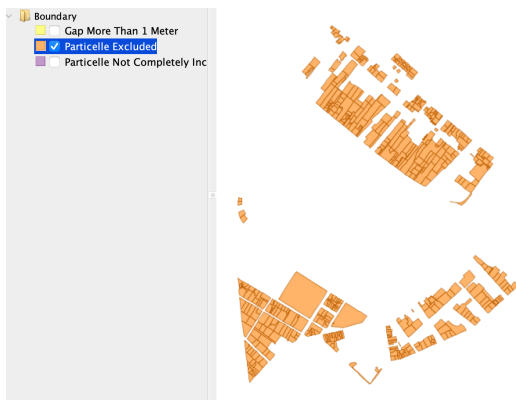 Boundary
Gap More Than 1 Meter
Particelle Excluded
Particelle Not Completely Inc